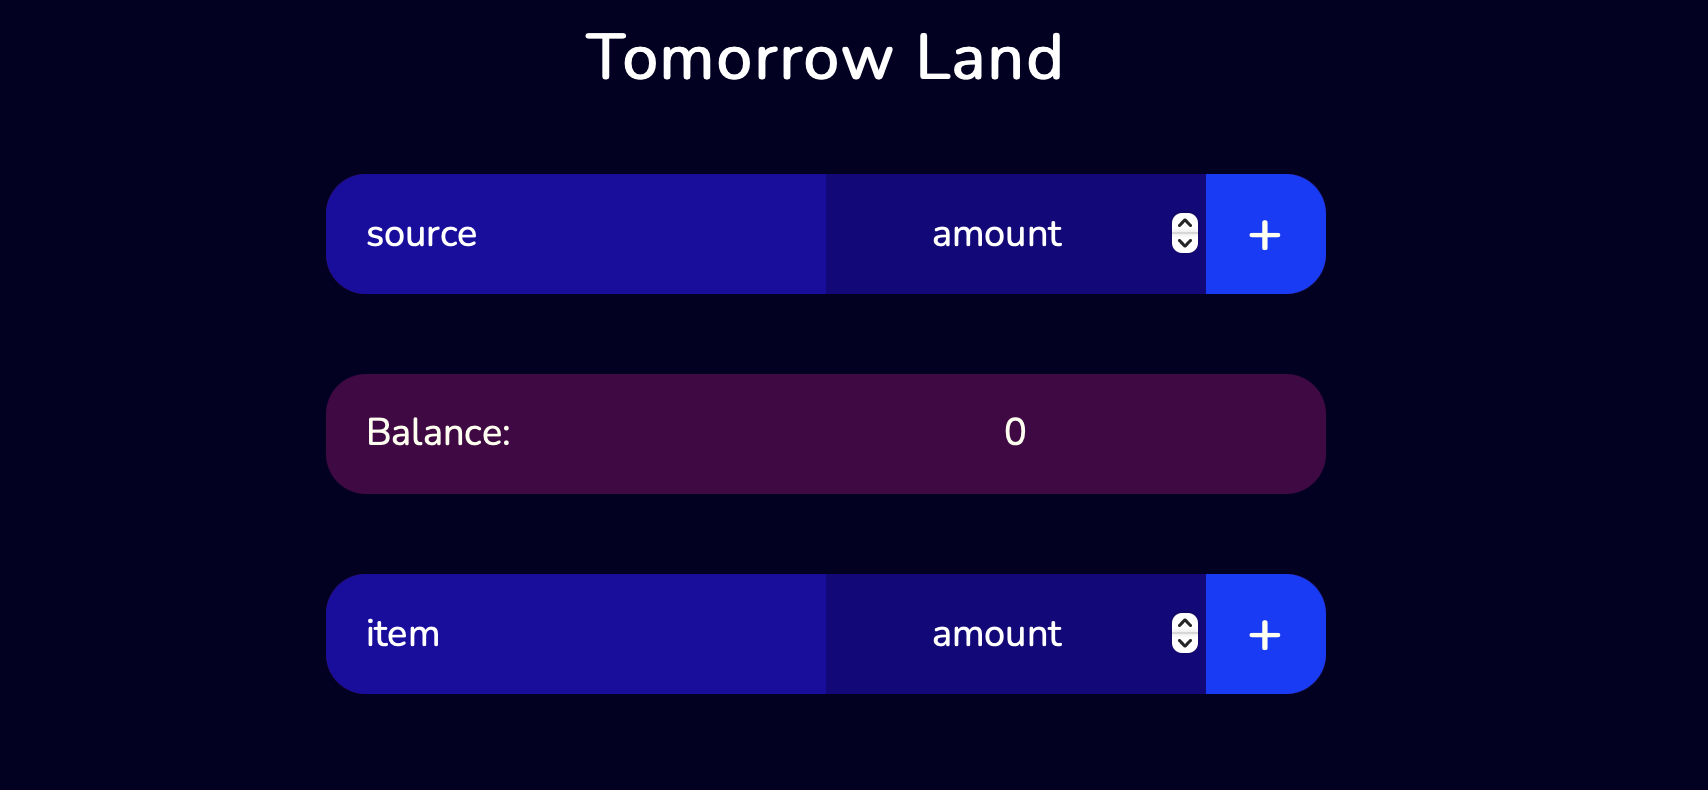 Tomorrow Land
source amount +
Balance: 0
item amount +